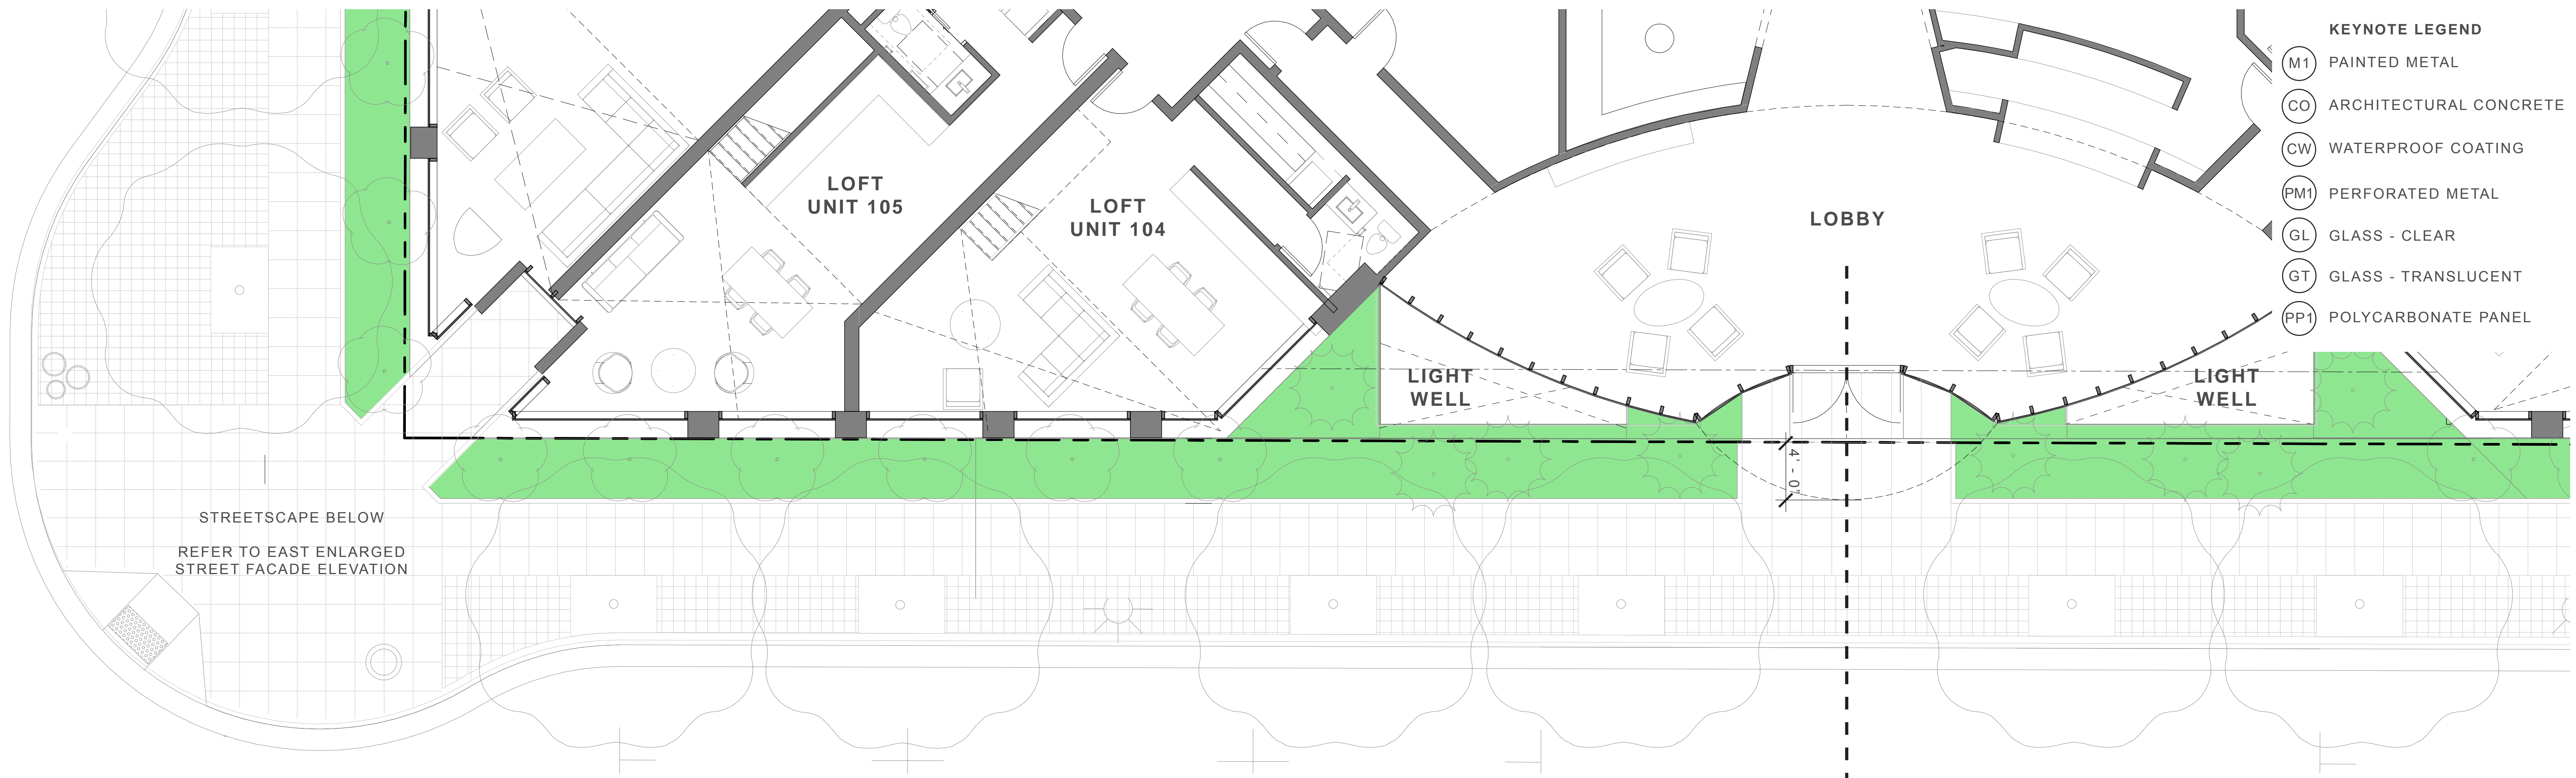 KEYNOTE LEGEND
M1 PAINTED METAL
CO ARCHITECTURAL CONCRETE
CW WATERPROOF COATING
PM1 PERFORATED METAL
GL GLASS - CLEAR
GT GLASS - TRANSLUCENT
PP1 POLYCARBONATE PANEL
LOFT
UNIT 105
LOFT
UNIT 104
LOBBY
LIGHT
WELL
LIGHT
WELL
4' - 0"
STREETSCAPE BELOW
REFER TO EAST ENLARGED
STREET FACADE ELEVATION